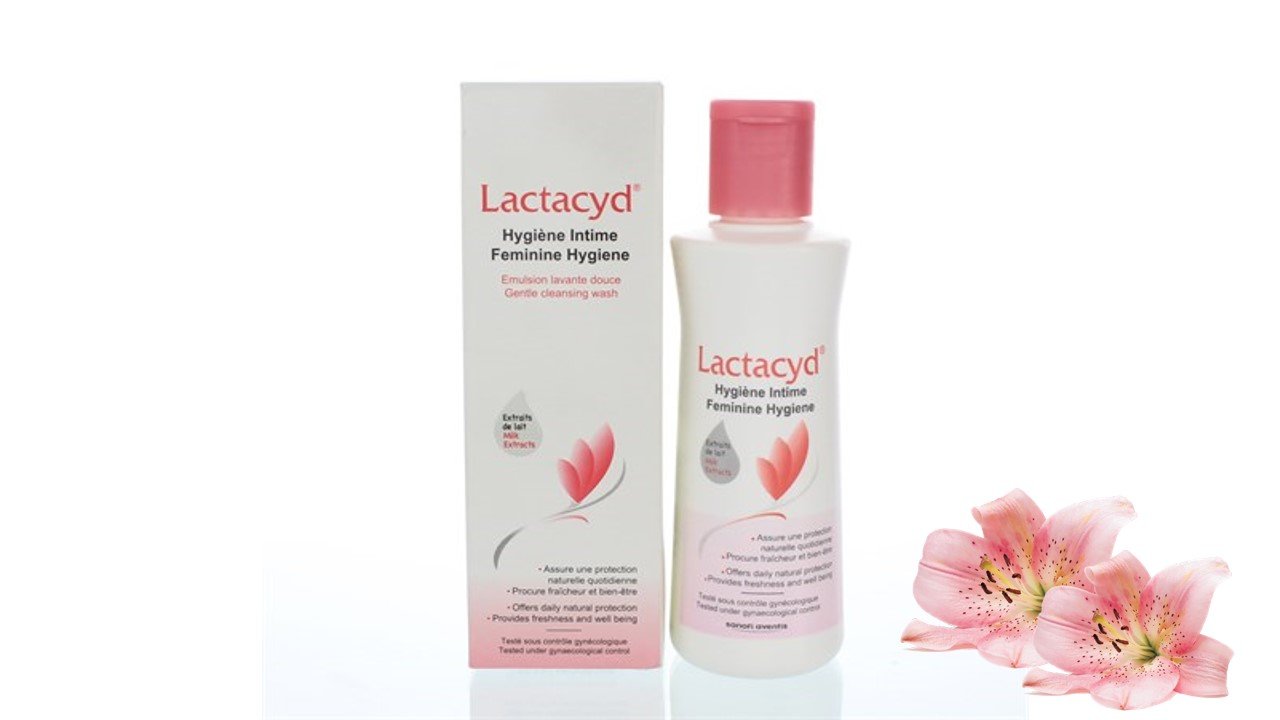 Lactacyd®
Hygiène Intime
Feminine Hygiene
Emulsion lavante douce
Gentle cleansing wash
Extraits
de lait
Milk
Extracts
• Assure une protection
naturelle quotidienne
• Procure fraîcheur et bien-être
• Offers daily natural protection
• Provides freshness and well being
Testé sous contrôle gynécologique
Tested under gynaecological control
Lactacyd®
Hygiène Intime
Feminine Hygiene
Extraits
de lait
Milk
Extracts
• Assure une protection
naturelle quotidienne
• Procure fraîcheur et bien-être
• Offers daily natural protection
• Provides freshness and well being
Testé sous contrôle gynécologique
Tested under gynaecological control
sanofi aventis